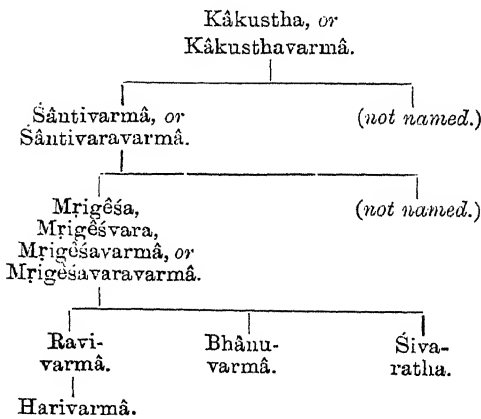 Kâkustha, or
Kâkusthavarmâ.
Śântivarmâ, or
Śântivaravarmâ.
(not named.)
Mṛigêśa,
Mṛigêśvara,
Mṛigêśavarmâ, or
Mṛigêśavaravarmâ.
(not named.)
Ravi-
varmâ.
Bhânu-
varmâ.
Śiva-
ratha.
Harivarmâ.